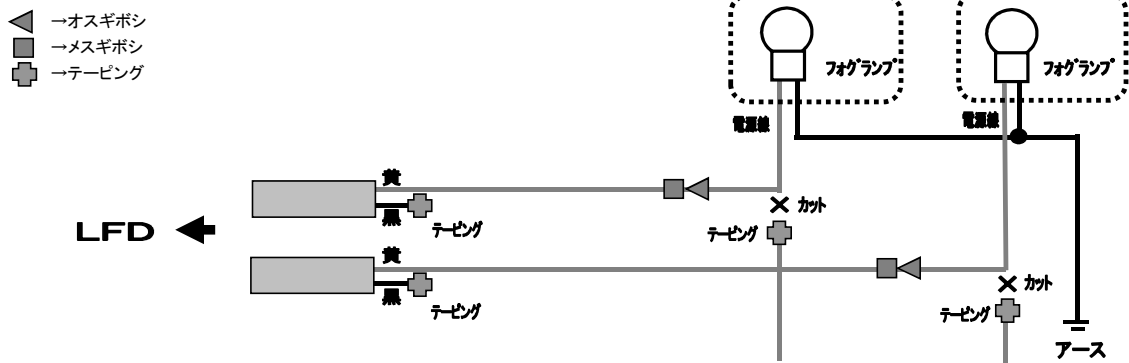 →オスギボシ
→メスギボシ
→テーピング
フォグランプ
フォグランプ
電源線
電源線
黄
カット
黒
テーピング
テーピング
LFD
黄
カット
黒
テーピング
テーピング
アース